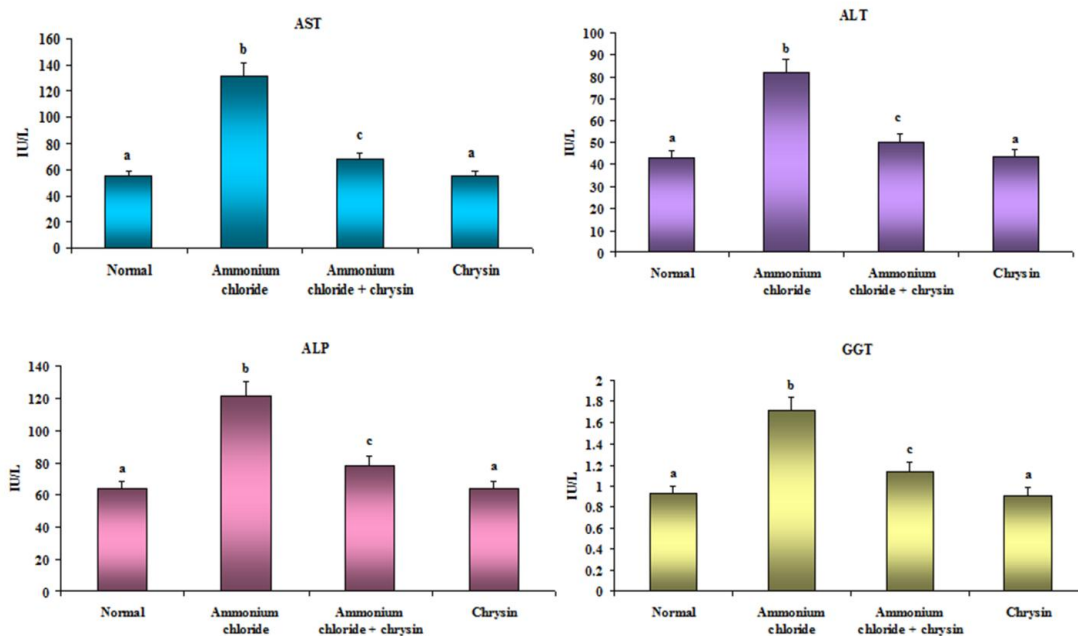 AST
160
140
120
100
80
60
40
20
0
IU/L
a
b
c
a
Normal
Ammonium
chloride
Ammonium
chloride + chrysin
Chrysin
ALT
100
90
80
70
60
50
40
30
20
10
0
IU/L
a
b
c
a
Normal
Ammonium
chloride
Ammonium
chloride + chrysin
Chrysin
ALP
140
120
100
80
60
40
20
0
IU/L
a
b
c
a
Normal
Ammonium
chloride
Ammonium
chloride + chrysin
Chrysin
GGT
2
1.8
1.6
1.4
1.2
1
0.8
0.6
0.4
0.2
0
IU/L
a
b
c
a
Normal
Ammonium
chloride
Ammonium
chloride + chrysin
Chrysin